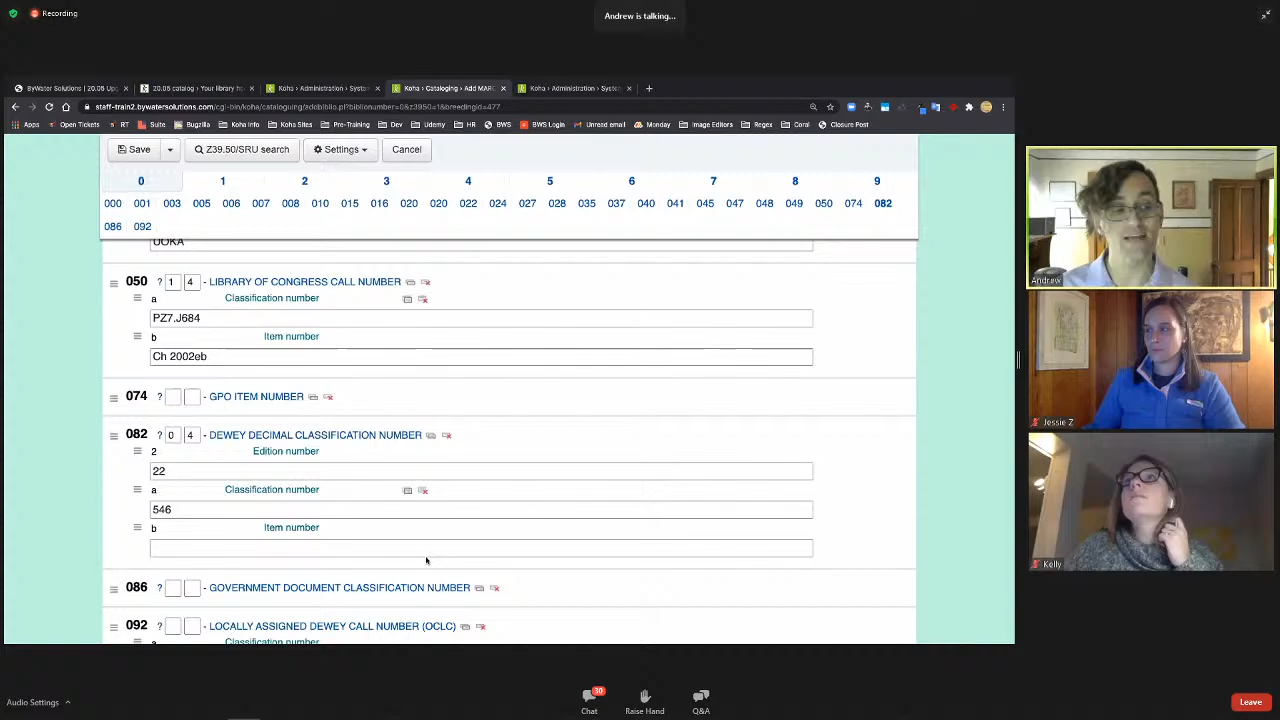 Recording
Andrew is talking...
ByWater Solutions | 20.05 Upg
20.05 catalog | Your library h
Koha › Administration › System
Koha › Cataloging › Add MARC
Koha › Administration › System
staff-train2.bywatersolutions.com/cgi-bin/koha/cataloguing/addbiblio.pl?biblionumber=0&z3950=1&breedingid=477
Apps Open Tickets RT Suite Bugzilla Koha Info Koha Sites Pre-Training Dev Udemy HR BWS BWS Login Unread email Monday Image Editors Regex Coral Closure Post
Save Z39.50/SRU search Settings Cancel
0 1 2 3 4 5 6 7 8 9
000 001 003 005 006 007 008 010 015 016 020 020 022 024 027 028 035 037 040 041 045 047 048 049 050 074 082
086 092
UOKA
050 ? 1 4 - LIBRARY OF CONGRESS CALL NUMBER
a Classification number
PZ7.J684
b Item number
Ch 2002eb
074 ? - GPO ITEM NUMBER
082 ? 0 4 - DEWEY DECIMAL CLASSIFICATION NUMBER
2 Edition number
22
a Classification number
546
b Item number
086 ? - GOVERNMENT DOCUMENT CLASSIFICATION NUMBER
092 ? - LOCALLY ASSIGNED DEWEY CALL NUMBER (OCLC)
a Classification number
Andrew
Jessie Z
Kelly
Audio Settings
30
Chat
Raise Hand
Q&A
Leave